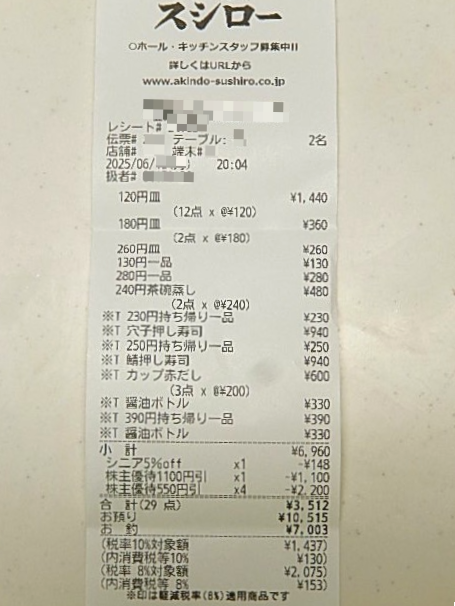 スシロー
○ホール・キッチンスタッフ募集中!!
詳しくはURLから
www.akindo-sushiro.co.jp
レシート#
伝票# テーブル: 2名
店舗# 端末#
2025/06/ 20:04
扱者#
120円皿 ¥1,440
(12点 x @¥120)
180円皿 ¥360
(2点 x @¥180)
260円皿 ¥260
130円一品 ¥130
280円一品 ¥280
240円茶碗蒸し ¥480
(2点 x @¥240)
※T 230円持ち帰り一品 ¥230
※T 穴子押し寿司 ¥940
※T 250円持ち帰り一品 ¥250
※T 鯖押し寿司 ¥940
※T カップ赤だし ¥600
(3点 x @¥200)
※T 醤油ボトル ¥330
※T 390円持ち帰り一品 ¥390
※T 醤油ボトル ¥330
小 計 ¥6,960
シニア5%off x1 -¥148
株主優待1100円引 x1 -¥1,100
株主優待550円引 x4 -¥2,200
合 計(29 点) ¥3,512
お預り ¥10,515
お 釣 ¥7,003
(税率10%対象額 ¥1,437)
(内消費税等10% ¥130)
(税率 8%対象額 ¥2,075)
(内消費税等 8% ¥153)
※印は軽減税率(8%)適用商品です